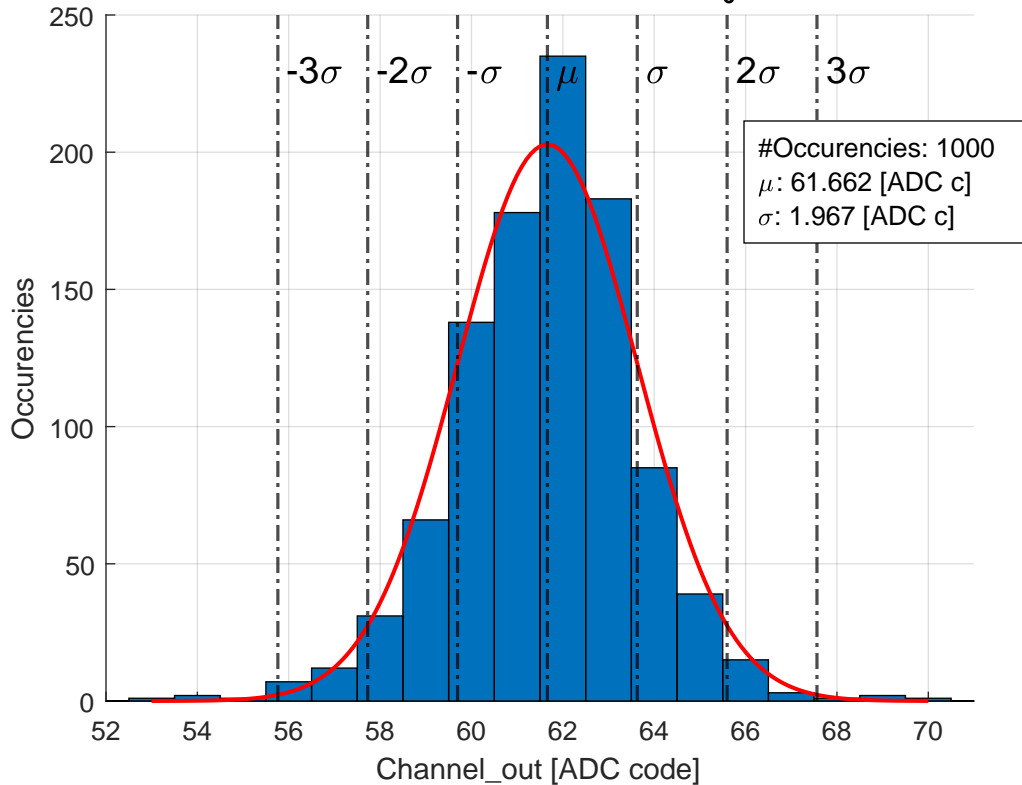 250
200
150
100
50
0
-3σ -2σ -σ μ σ 2σ 3σ
#Occurencies: 1000
μ: 61.662 [ADC c]
σ: 1.967 [ADC c]
Occurencies
52 54 56 58 60 62 64 66 68 70
Channel_out [ADC code]